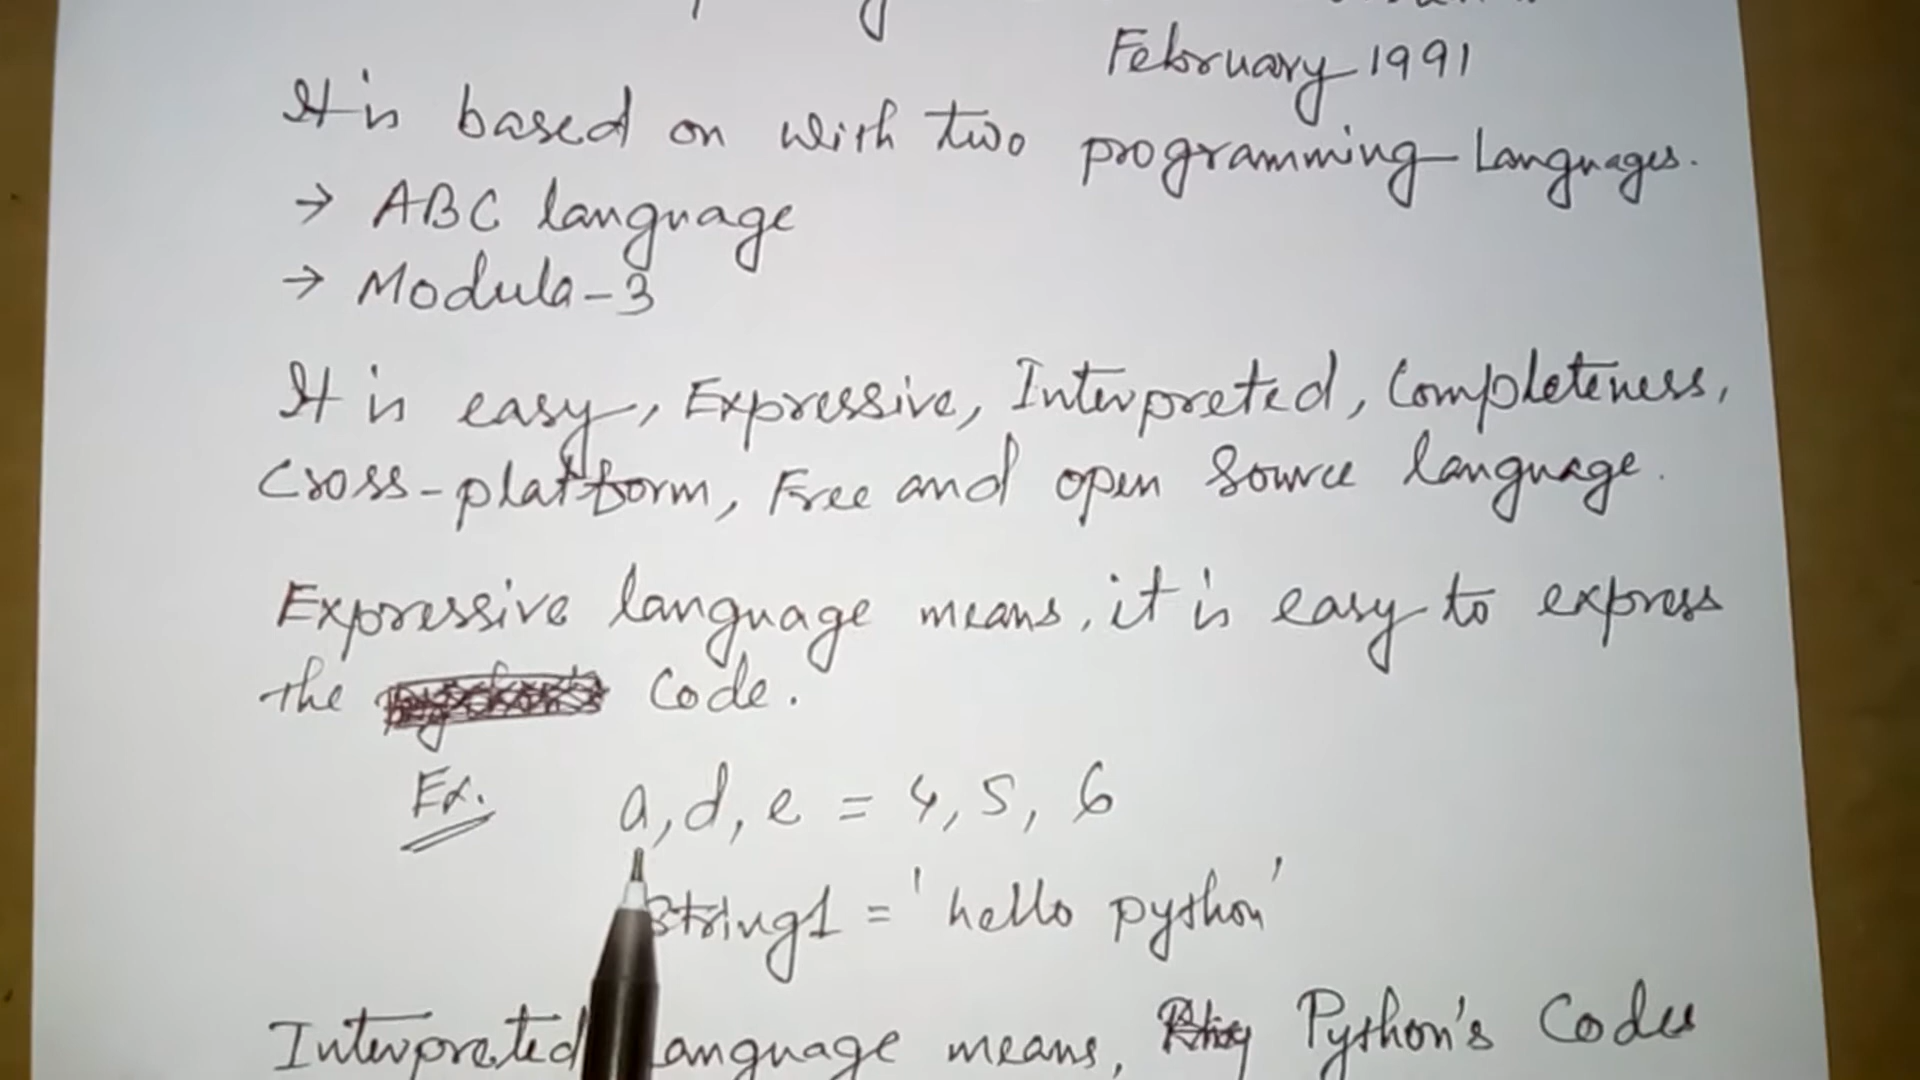 February 1991
It is based on with two programming Languages.
→ ABC language
→ Modula-3
It is easy, Expressive, Interpreted, Completeness,
Cross-platform, Free and open Source language.
Expressive language means, it is easy to express
the Code.
Ex. a, d, e = 4, 5, 6
String1 = 'hello python'
Interpreted language means, Python's Codes